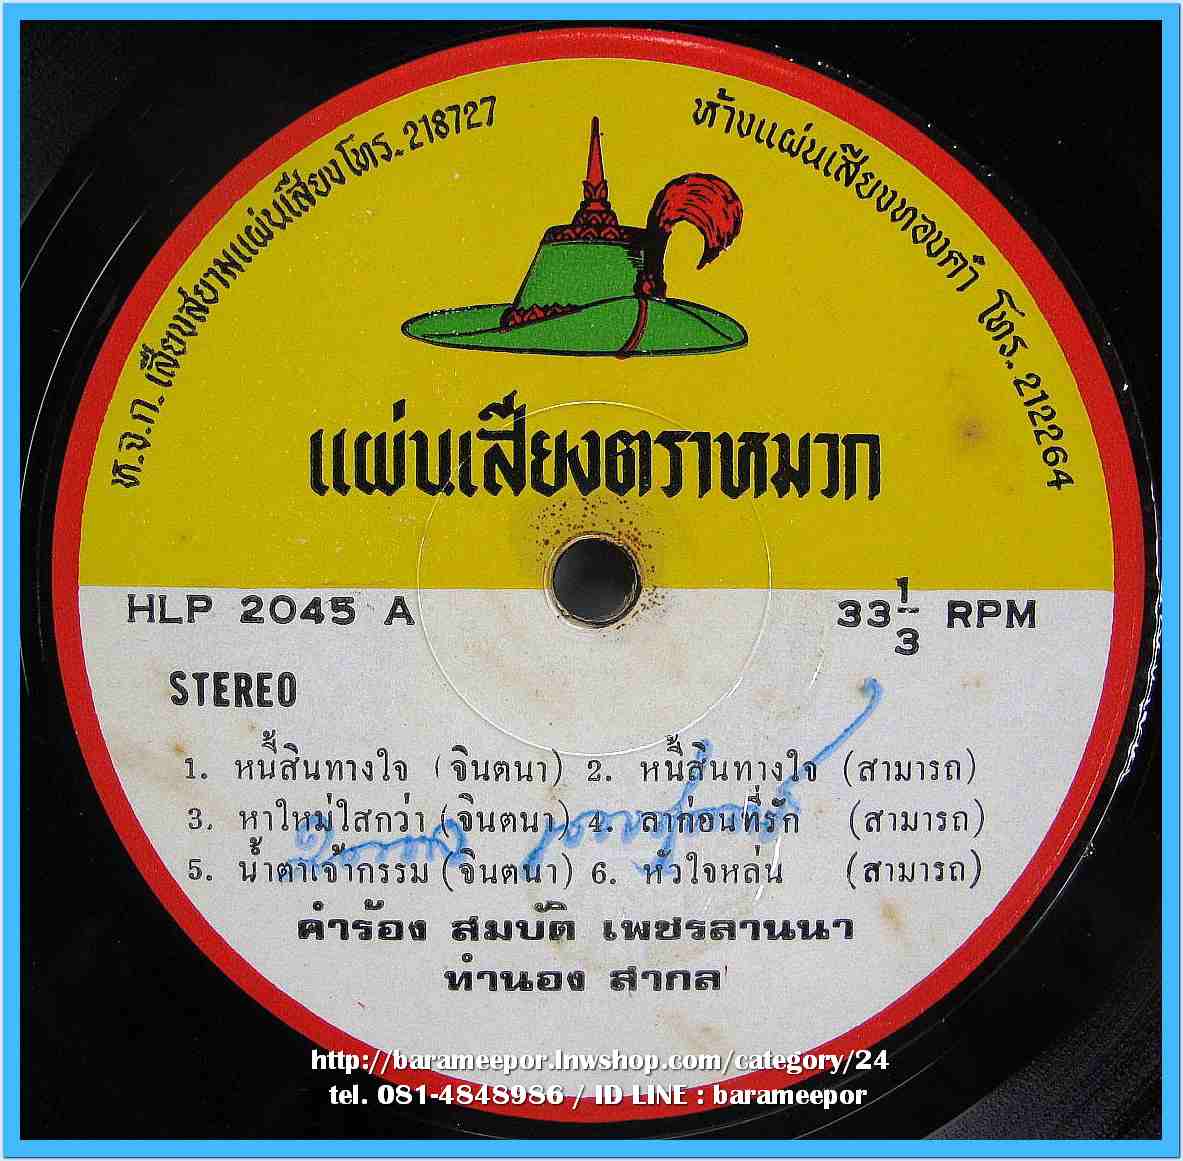 ห.จ.ก. เสียงสยามแผ่นเสียง โทร. 218727
ห้างแผ่นเสียงทองคำ โทร. 212264
แผ่นเสียงตราหมวก
HLP 2045 A
33 1/3 RPM
STEREO
1. หนี้สินทางใจ (จินตนา) 2. หนี้สินทางใจ (สามารถ)
3. หาใหม่ใสกว่า (จินตนา) 4. ลาก่อนที่รัก (สามารถ)
5. น้ำตาเจ้ากรรม (จินตนา) 6. หัวใจหล่น (สามารถ)
คำร้อง สมบัติ เพชรลานนา
ทำนอง สากล
http://barameepor.lnwshop.com/category/24
tel. 081-4848986 / ID LINE : barameepor